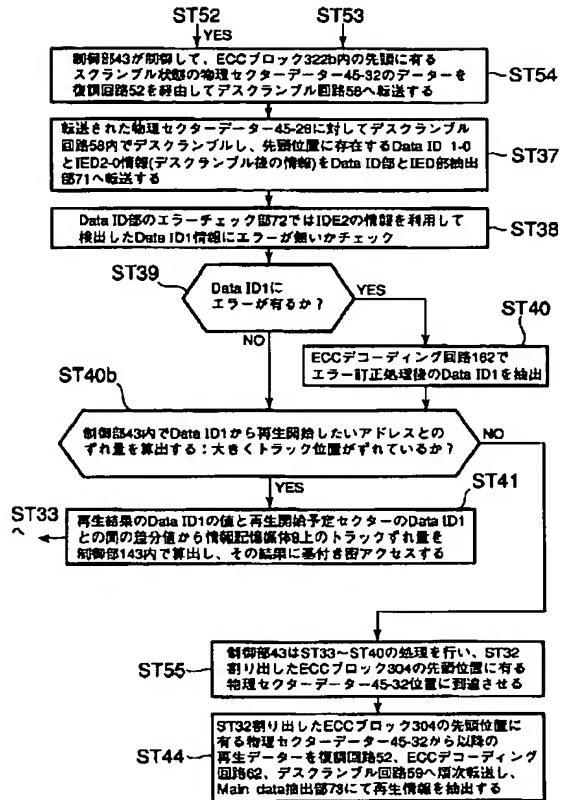 ST52
ST53
YES
制御部43が制御して、ECCブロック322b内の先頭に有る
スクランブル状態の物理セクターデーター45-32のデーターを
復調回路52を経由してデスクランブル回路58へ転送する
ST54
転送された物理セクターデーター45-28に対してデスクランブル
回路58内でデスクランブルし、先頭位置に存在するData ID 1-0
とIED2-0情報(デスクランブル後の情報)をData ID部とIED部抽出
部71へ転送する
ST37
Data ID部のエラーチェック部72ではIDE2の情報を利用して
検出したData ID1情報にエラーが無いかチェック
ST38
ST39
Data ID1に
エラーが有るか？
YES
NO
ST40
ECCデコーディング回路162で
エラー訂正処理後のData ID1を抽出
ST40b
制御部43内でData ID1から再生開始したいアドレスとの
ずれ量を算出する：大きくトラック位置がずれているか？
NO
YES
ST41
ST33
へ
再生結果のData ID1の値と再生開始予定セクターのData ID1
との間の差分値から情報記憶媒体9上のトラックずれ量を
制御部143内で算出し、その結果に基付き密アクセスする
ST55
制御部43はST33～ST40の処理を行い、ST32
割り出したECCブロック304の先頭位置に有る
物理セクターデーター45-32位置に到達させる
ST44
ST32割り出したECCブロック304の先頭位置に
有る物理セクターデーター45-32から以降の
再生データーを復調回路52、ECCデコーディング
回路62、デスクランブル回路59へ順次転送し、
Main data抽出部73にて再生情報を抽出する